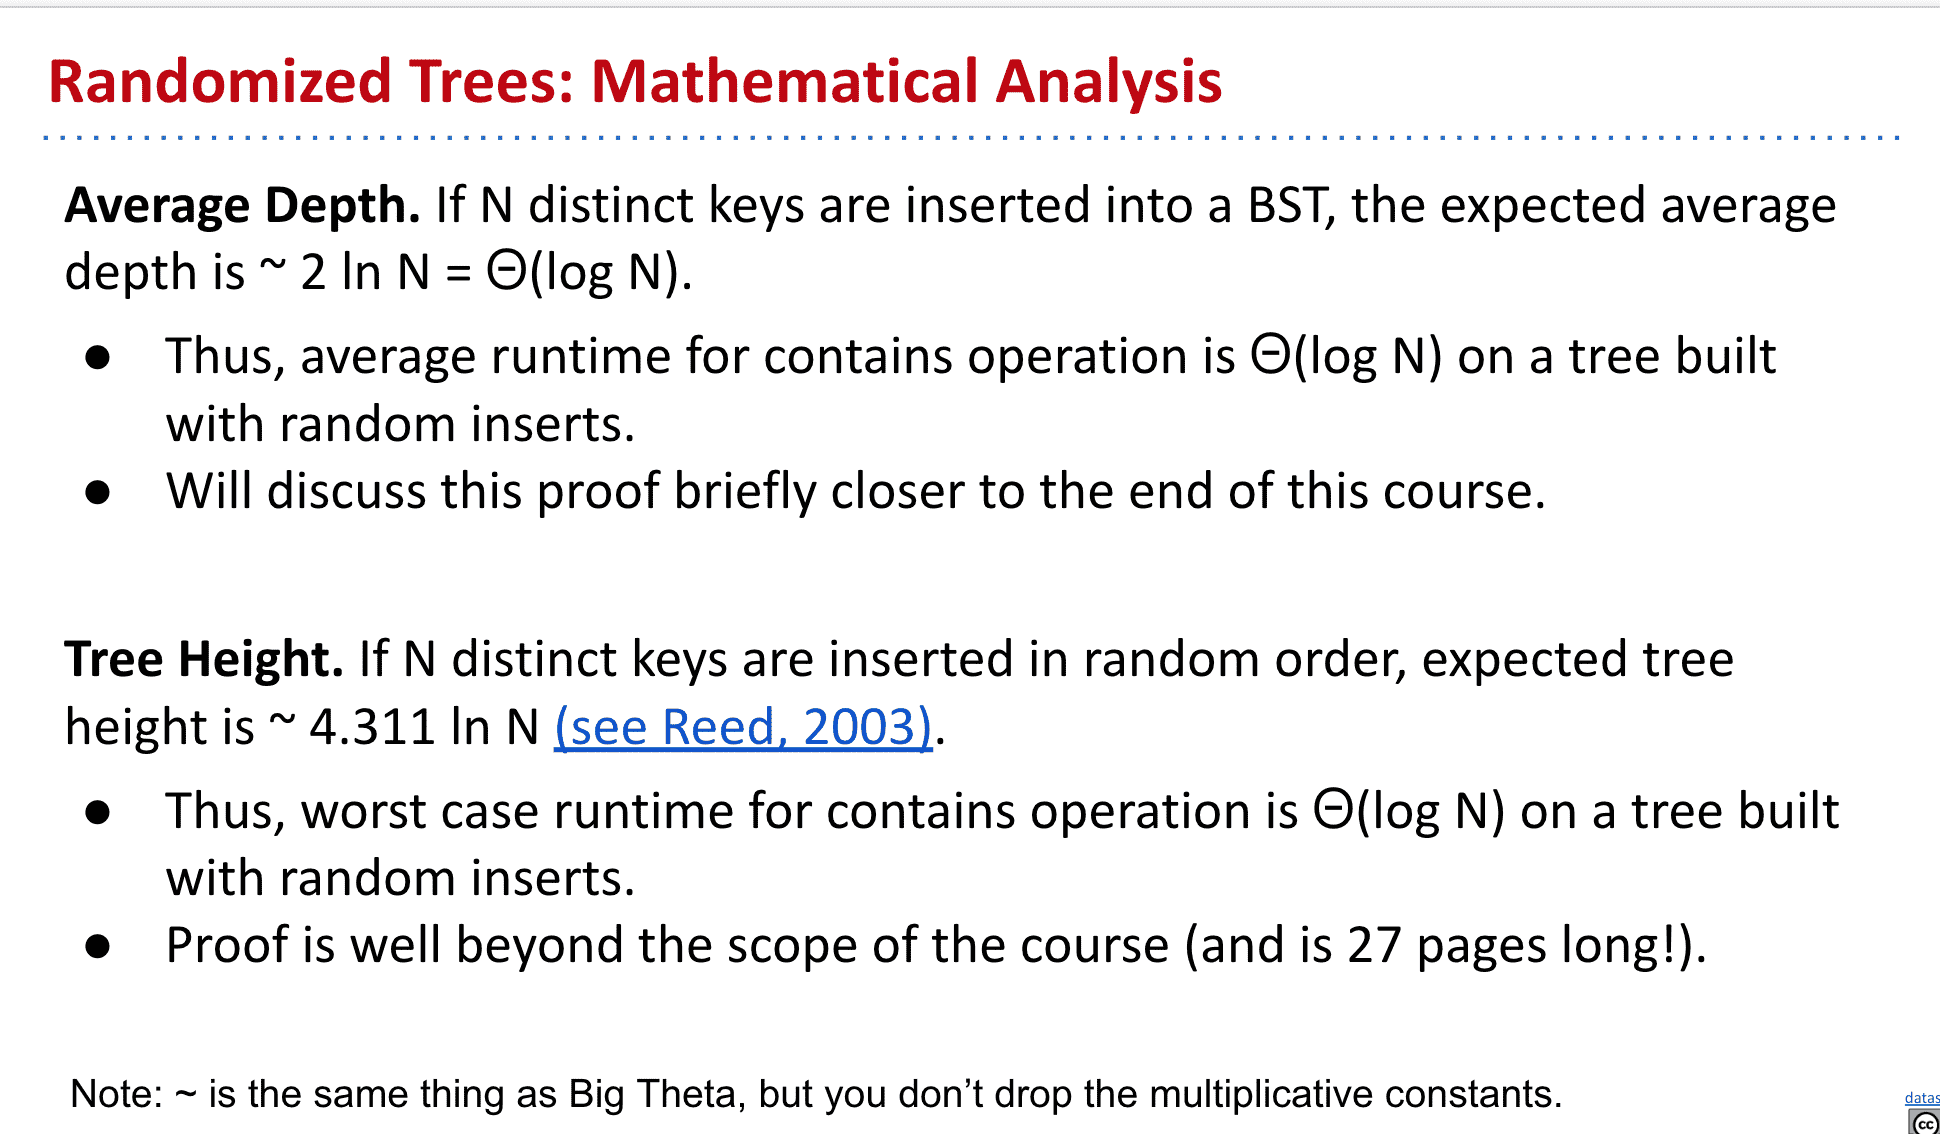 Randomized Trees: Mathematical Analysis
Average Depth. If N distinct keys are inserted into a BST, the expected average
depth is ~ 2 ln N = Θ(log N).
● Thus, average runtime for contains operation is Θ(log N) on a tree built
with random inserts.
● Will discuss this proof briefly closer to the end of this course.
Tree Height. If N distinct keys are inserted in random order, expected tree
height is ~ 4.311 ln N (see Reed, 2003).
● Thus, worst case runtime for contains operation is Θ(log N) on a tree built
with random inserts.
● Proof is well beyond the scope of the course (and is 27 pages long!).
Note: ~ is the same thing as Big Theta, but you don’t drop the multiplicative constants.
datas
cc